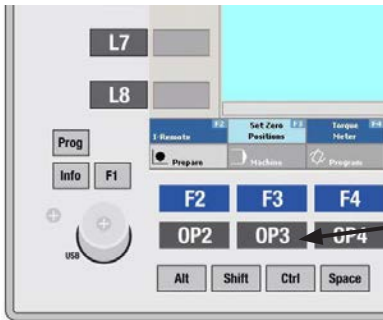 L7
L8
F2 Set Zero F3 Torque F4
I-Remote Positions Meter
Prog
Prepare Machine Program
Info F1
F2 F3 F4
OP2 OP3 OP4
USB
Alt Shift Ctrl Space